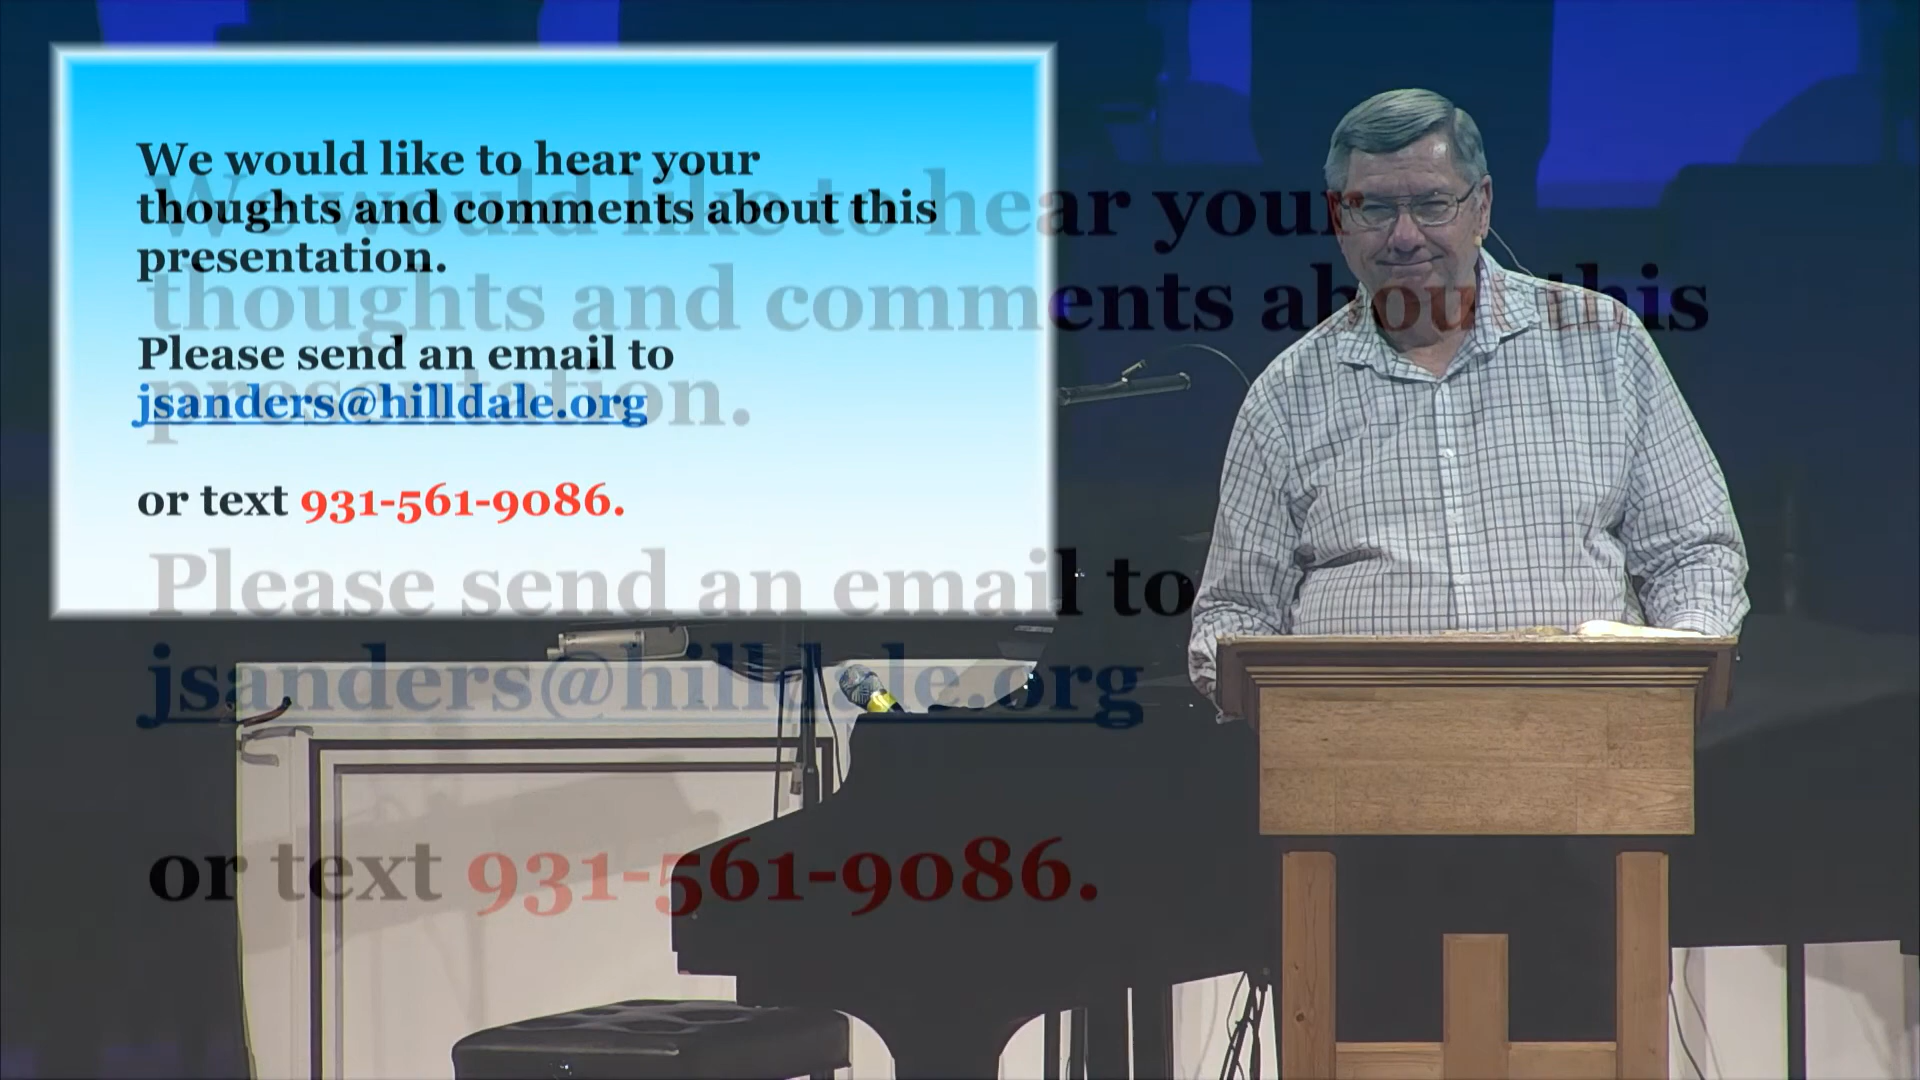 We would like to hear your
thoughts and comments about this
presentation.
Please send an email to
jsanders@hilldale.org
or text 931-561-9086.
We would like to hear your
thoughts and comments about this
presentation.
Please send an email to
jsanders@hilldale.org
or text 931-561-9086.